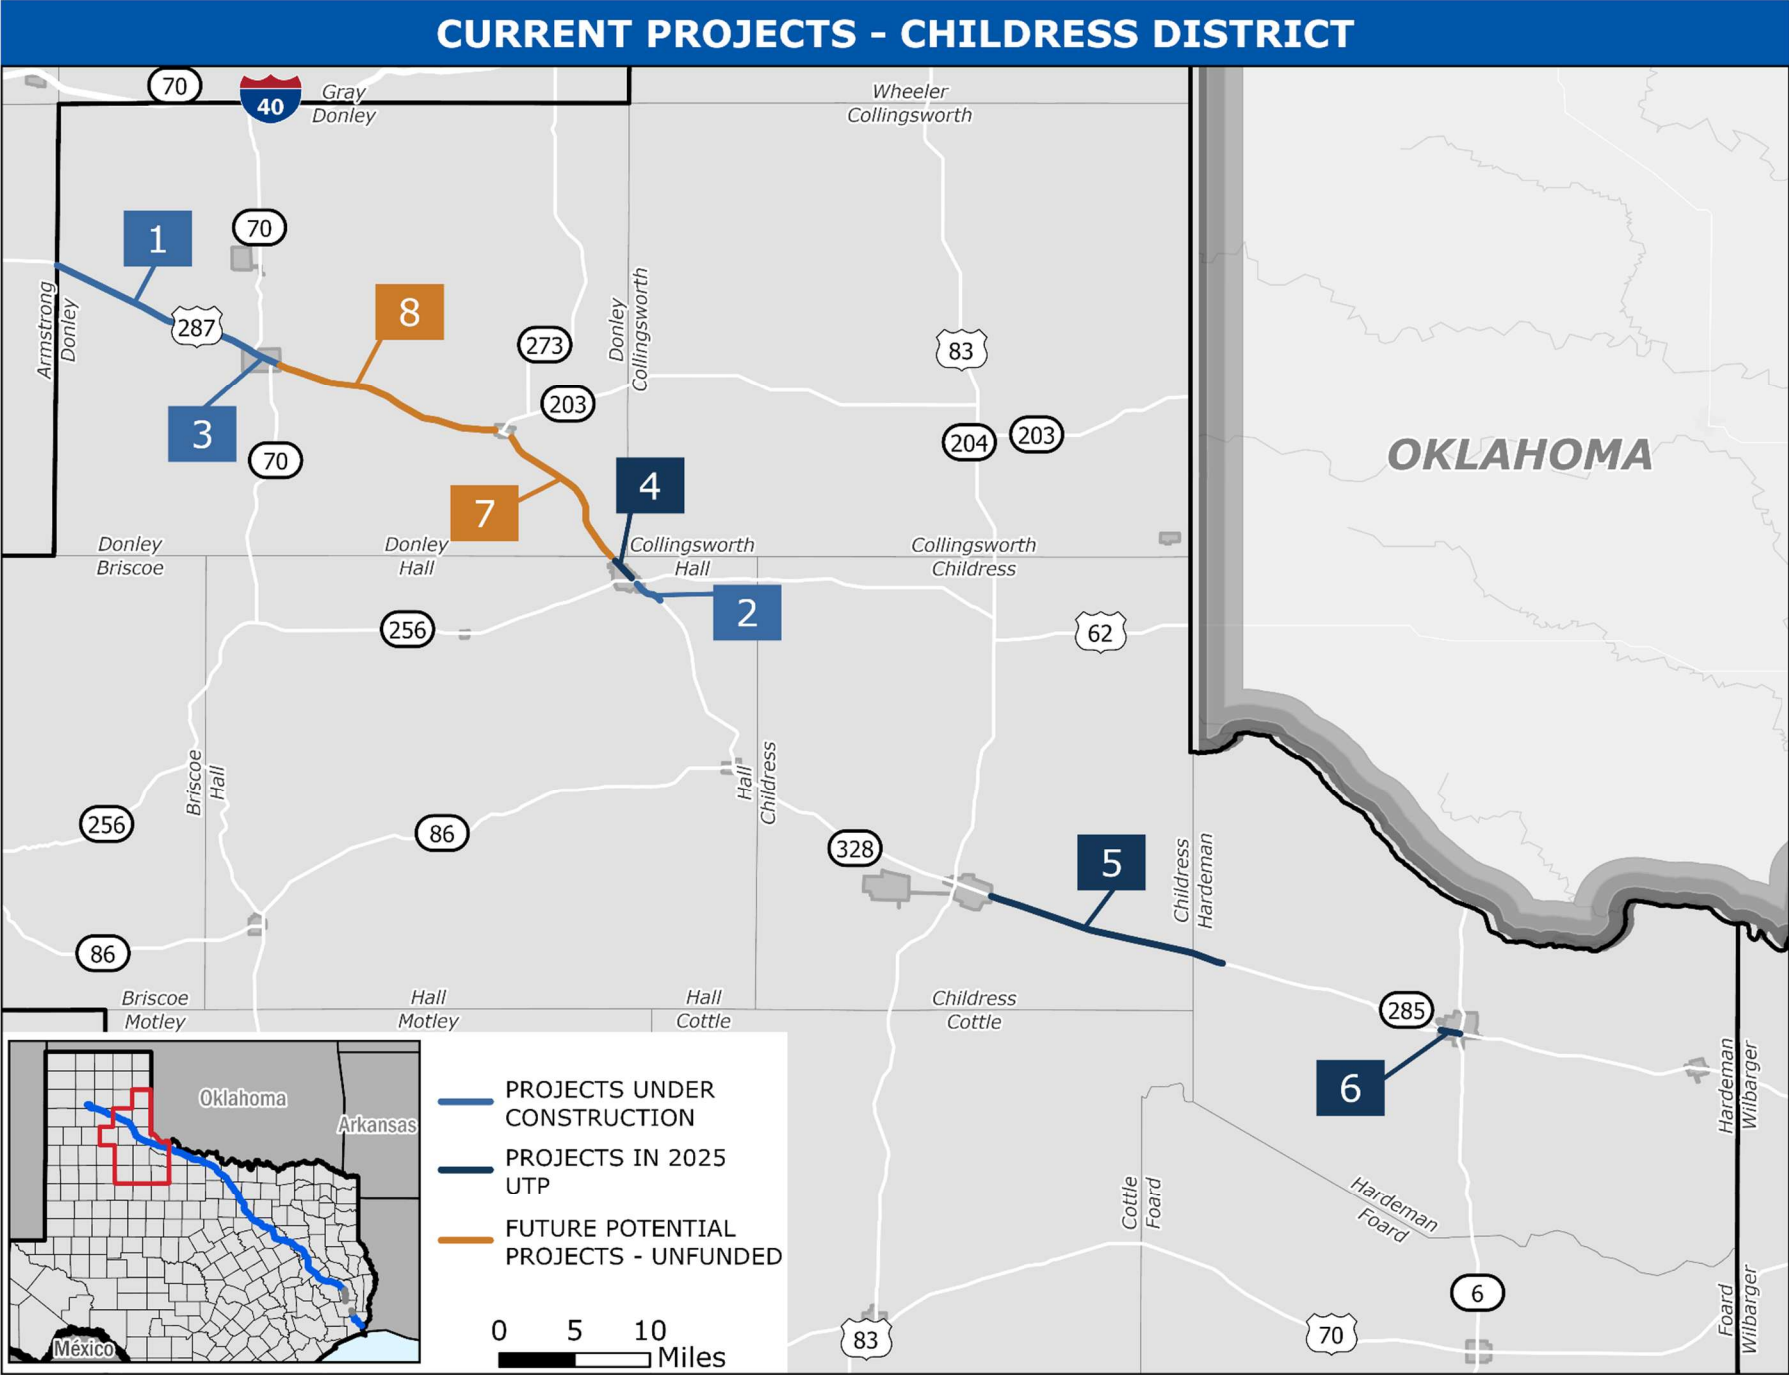 CURRENT PROJECTS - CHILDRESS DISTRICT
70
40
Gray
Donley
Wheeler
Collingsworth
1
70
287
8
Armstrong
Donley
Donley
Collingsworth
273
83
203
3
204
203
70
OKLAHOMA
4
7
Donley
Briscoe
Donley
Hall
Collingsworth
Hall
Collingsworth
Childress
2
256
62
Briscoe
Hall
Hall
Childress
256
86
328
5
Childress
Hardeman
86
Briscoe
Motley
Hall
Motley
Hall
Cottle
Childress
Cottle
285
6
Hardeman
Wilbarger
Cottle
Foard
Hardeman
Foard
6
Foard
Wilbarger
83
70
Oklahoma
Arkansas
México
PROJECTS UNDER
CONSTRUCTION
PROJECTS IN 2025
UTP
FUTURE POTENTIAL
PROJECTS - UNFUNDED
0 5 10
Miles